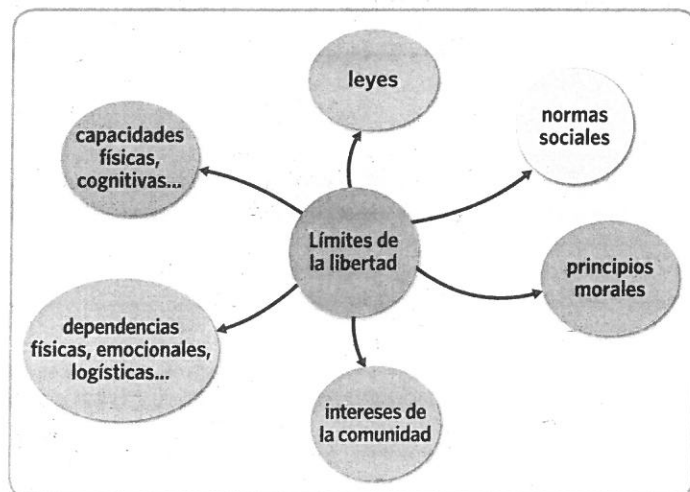 leyes
normas
sociales
capacidades
físicas,
cognitivas...
Límites de
la libertad
principios
morales
dependencias
físicas, emocionales,
logísticas...
intereses de
la comunidad